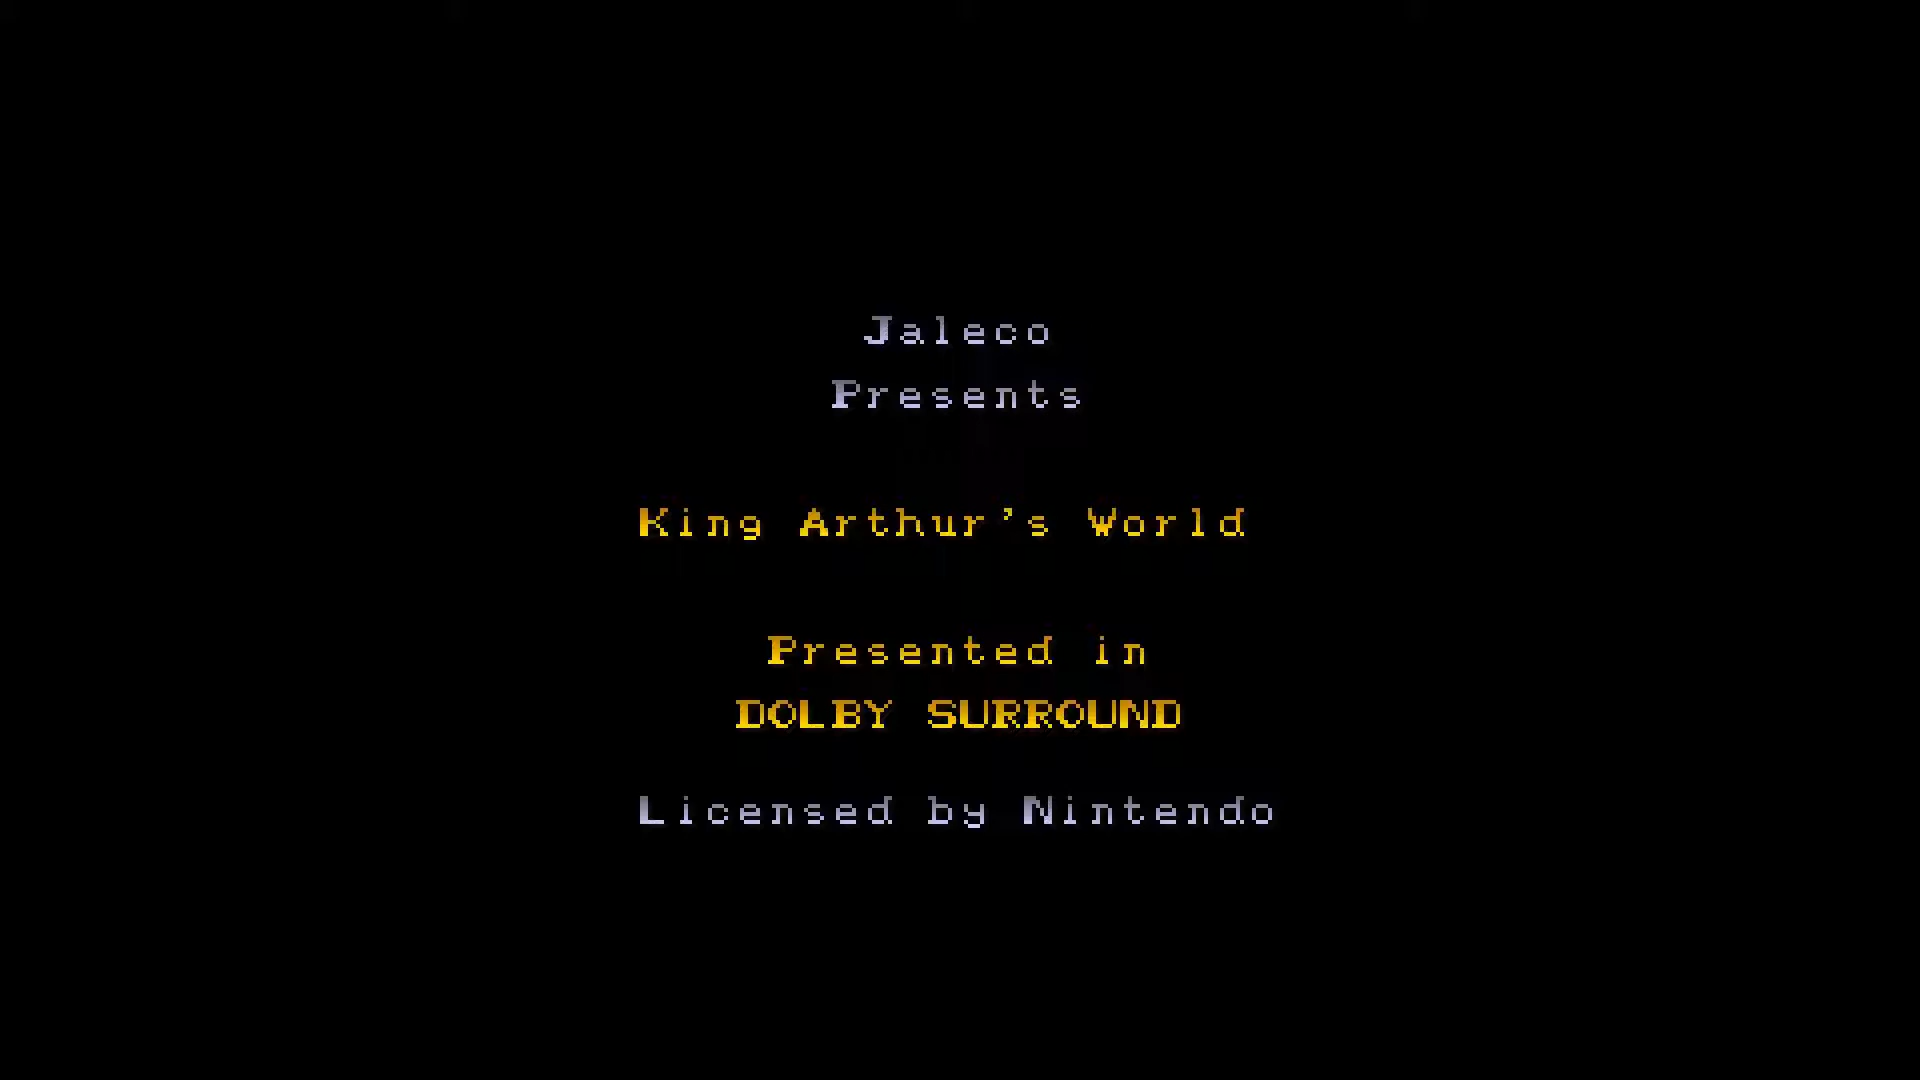 Jaleco
Presents
King Arthur's World
Presented in
DOLBY SURROUND
Licensed by Nintendo